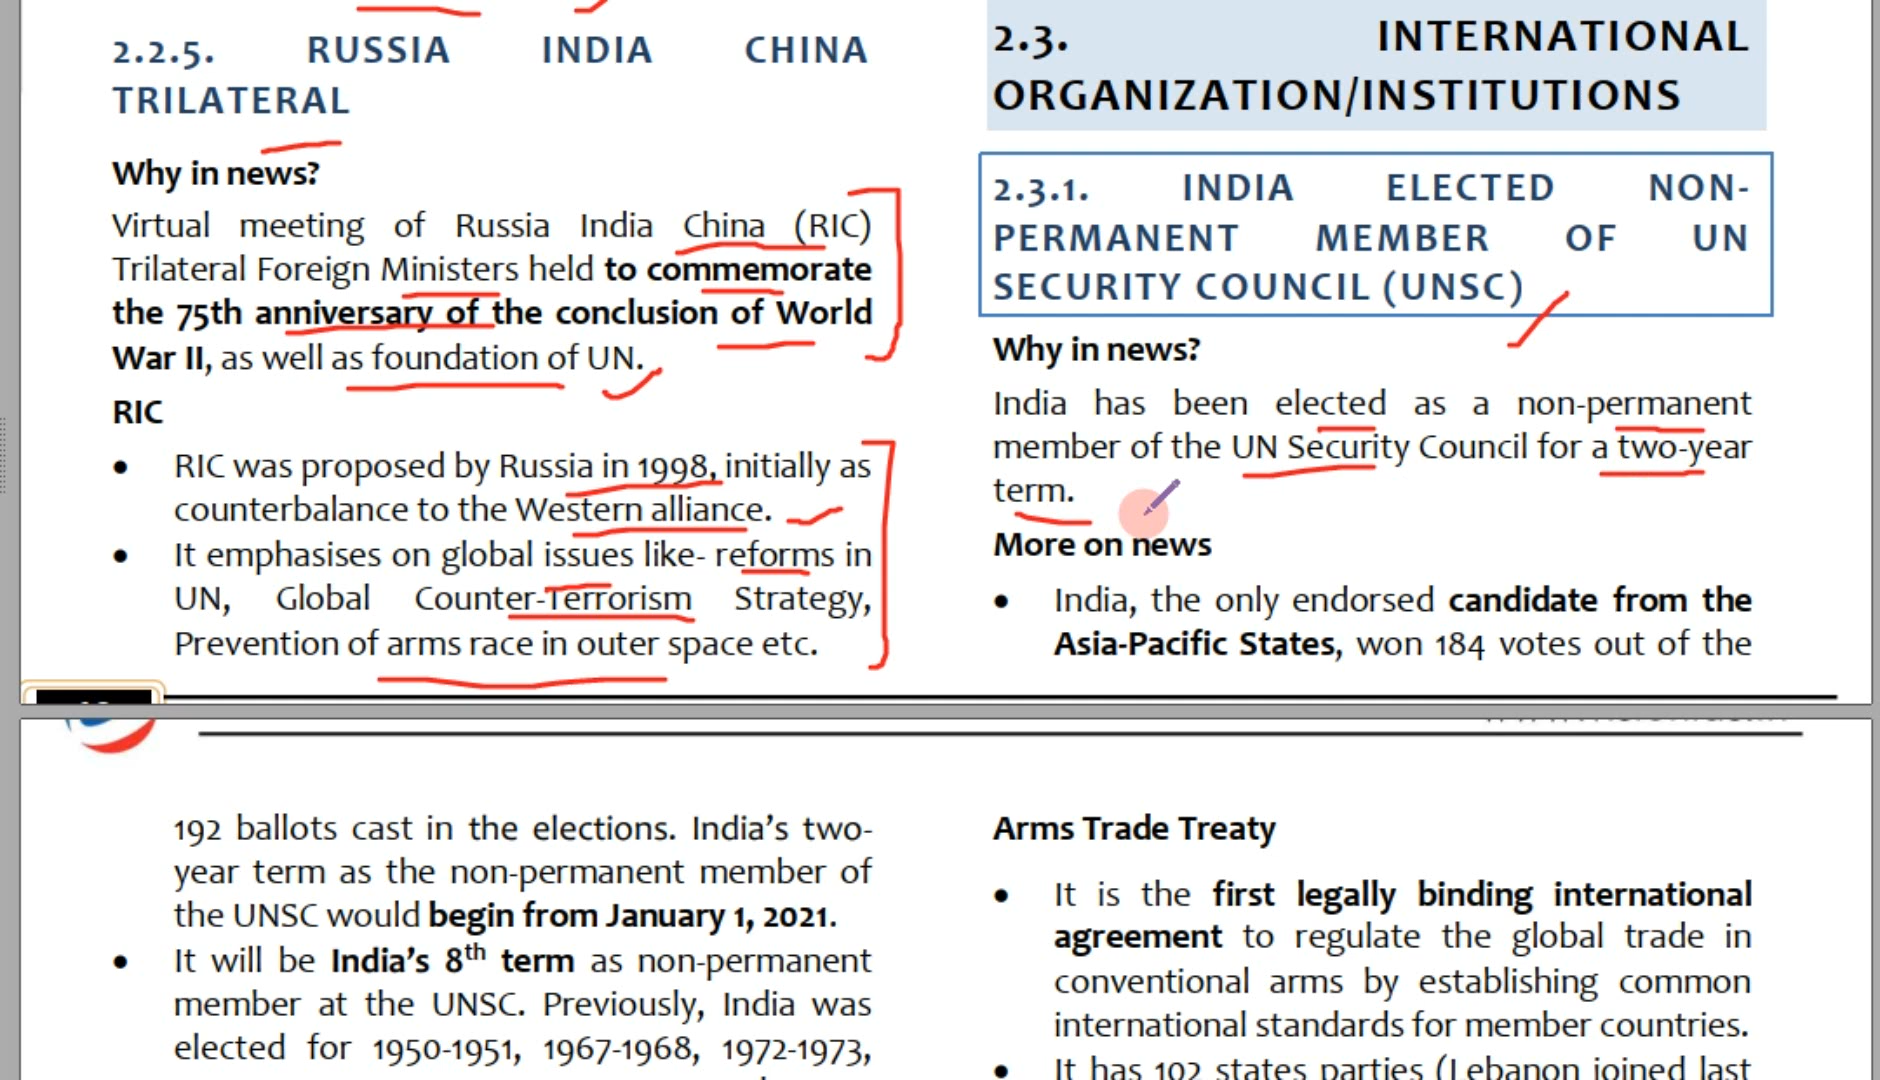 2.2.5. RUSSIA INDIA CHINA
TRILATERAL
Why in news?
Virtual meeting of Russia India China (RIC)
Trilateral Foreign Ministers held to commemorate
the 75th anniversary of the conclusion of World
War II, as well as foundation of UN.
RIC
• RIC was proposed by Russia in 1998, initially as
counterbalance to the Western alliance.
• It emphasises on global issues like- reforms in
UN, Global Counter-Terrorism Strategy,
Prevention of arms race in outer space etc.
2.3. INTERNATIONAL
ORGANIZATION/INSTITUTIONS
2.3.1. INDIA ELECTED NON-
PERMANENT MEMBER OF UN
SECURITY COUNCIL (UNSC)
Why in news?
India has been elected as a non-permanent
member of the UN Security Council for a two-year
term.
More on news
• India, the only endorsed candidate from the
Asia-Pacific States, won 184 votes out of the
192 ballots cast in the elections. India's two-
year term as the non-permanent member of
the UNSC would begin from January 1, 2021.
• It will be India's 8th term as non-permanent
member at the UNSC. Previously, India was
elected for 1950-1951, 1967-1968, 1972-1973,
Arms Trade Treaty
• It is the first legally binding international
agreement to regulate the global trade in
conventional arms by establishing common
international standards for member countries.
• It has 102 states parties (Lebanon joined last